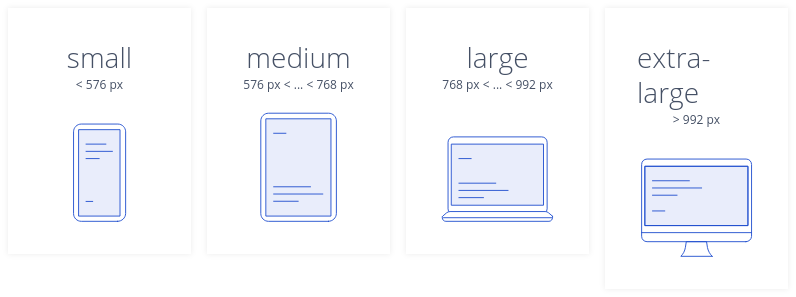 small
< 576 px
medium
576 px < ... < 768 px
large
768 px < ... < 992 px
extra-
large
> 992 px